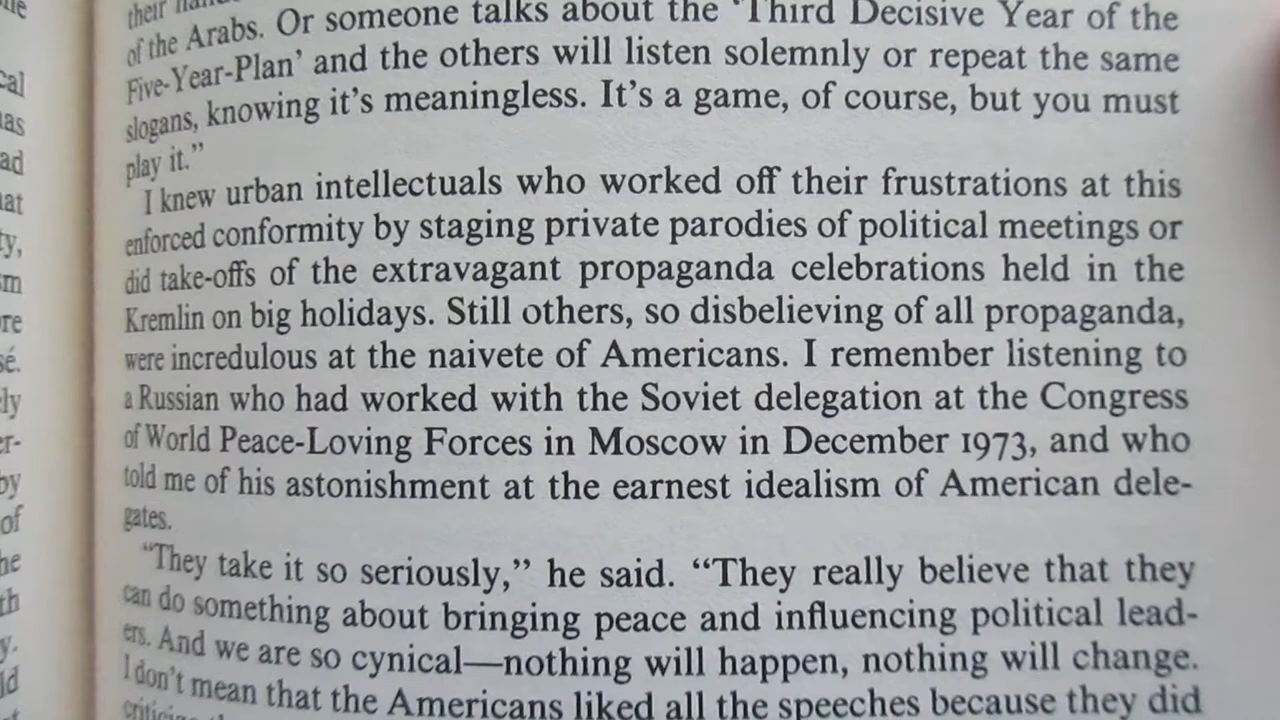 their
of the Arabs. Or someone talks about the 'Third Decisive Year of the
Five-Year-Plan' and the others will listen solemnly or repeat the same
slogans, knowing it's meaningless. It's a game, of course, but you must
play it."
I knew urban intellectuals who worked off their frustrations at this
enforced conformity by staging private parodies of political meetings or
did take-offs of the extravagant propaganda celebrations held in the
Kremlin on big holidays. Still others, so disbelieving of all propaganda,
were incredulous at the naivete of Americans. I remember listening to
a Russian who had worked with the Soviet delegation at the Congress
of World Peace-Loving Forces in Moscow in December 1973, and who
told me of his astonishment at the earnest idealism of American dele-
gates.
"They take it so seriously," he said. "They really believe that they
can do something about bringing peace and influencing political lead-
ers. And we are so cynical—nothing will happen, nothing will change.
I don't mean that the Americans liked all the speeches because they did